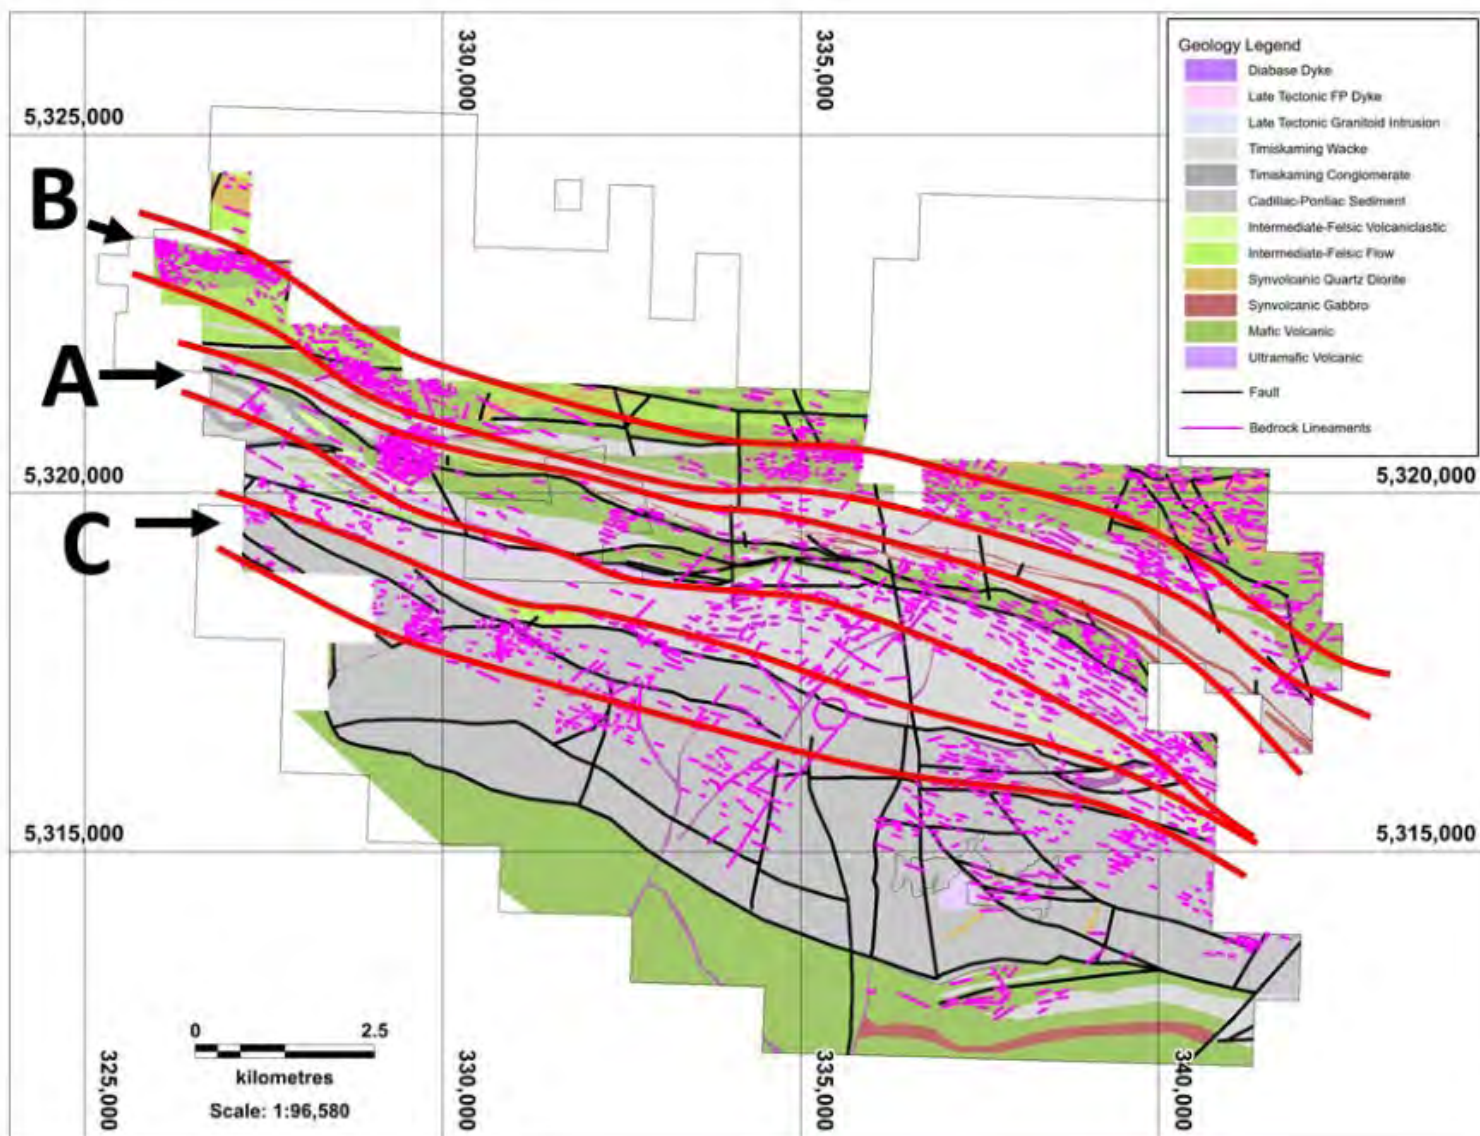 330,000
335,000
5,325,000
Geology Legend
Diabase Dyke
Late Tectonic FP Dyke
Late Tectonic Granitoid Intrusion
Timiskaming Wacke
Timiskaming Conglomerate
Cadillac-Pontiac Sediment
Intermediate-Felsic Volcaniclastic
Intermediate-Felsic Flow
Synvolcanic Quartz Diorite
Synvolcanic Gabbro
Mafic Volcanic
Ultramafic Volcanic
Fault
Bedrock Lineaments
B
A
5,320,000
5,320,000
C
5,315,000
5,315,000
0 2.5
kilometres
Scale: 1:96,580
325,000
330,000
335,000
340,000